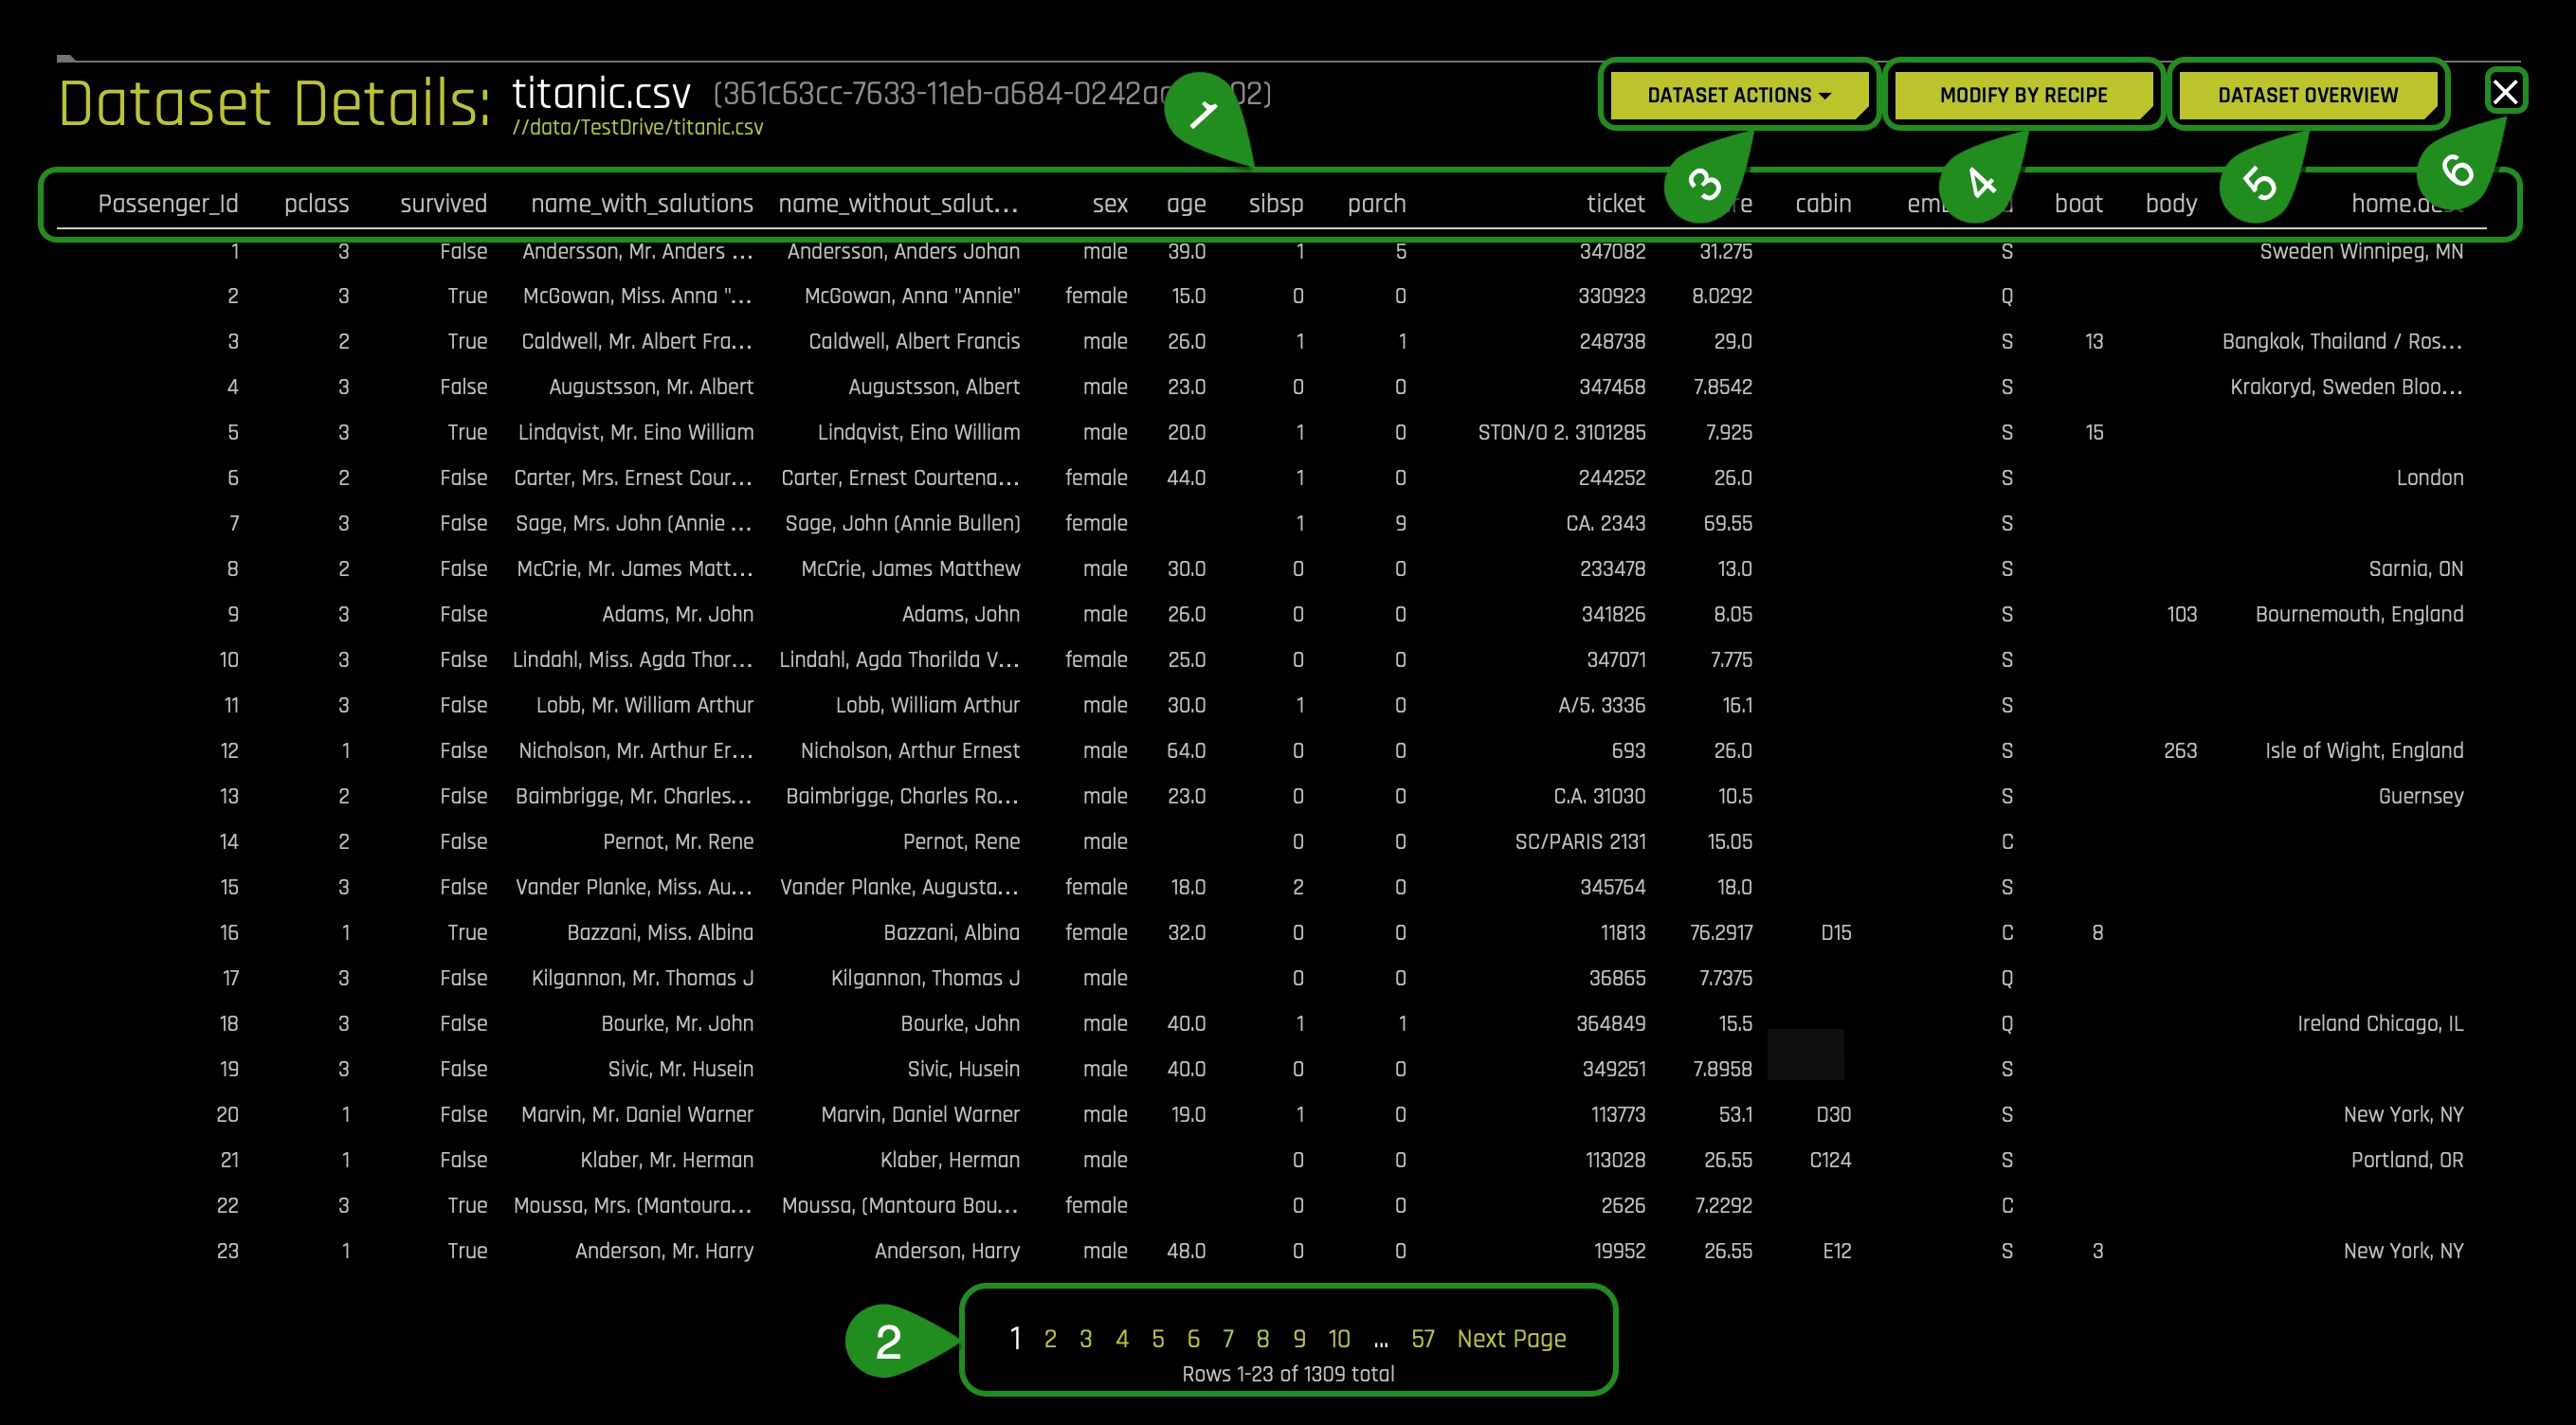 Dataset Details: titanic.csv (361c63cc-7633-11eb-a684-0242ac 02)
//data/TestDrive/titanic.csv
DATASET ACTIONS MODIFY BY RECIPE DATASET OVERVIEW
1
3 4 5 6
Passenger_Id pclass survived name_with_salutions name_without_salut... sex age sibsp parch ticket cabin boat body
1 3 False Andersson, Mr. Anders ... Andersson, Anders Johan male 39.0 1 5 347082 31.275 S Sweden Winnipeg, MN
2 3 True McGowan, Miss. Anna "... McGowan, Anna "Annie" female 15.0 0 0 330923 8.0292 Q
3 2 True Caldwell, Mr. Albert Fra... Caldwell, Albert Francis male 26.0 1 1 248738 29.0 S 13 Bangkok, Thailand / Ros...
4 3 False Augustsson, Mr. Albert Augustsson, Albert male 23.0 0 0 347468 7.8542 S Krakoryd, Sweden Bloo...
5 3 True Lindqvist, Mr. Eino William Lindqvist, Eino William male 20.0 1 0 STON/O 2. 3101285 7.925 S 15
6 2 False Carter, Mrs. Ernest Cour... Carter, Ernest Courtena... female 44.0 1 0 244252 26.0 S London
7 3 False Sage, Mrs. John (Annie ... Sage, John (Annie Bullen) female 1 9 CA. 2343 69.55 S
8 2 False McCrie, Mr. James Matt... McCrie, James Matthew male 30.0 0 0 233478 13.0 S Sarnia, ON
9 3 False Adams, Mr. John Adams, John male 26.0 0 0 341826 8.05 S 103 Bournemouth, England
10 3 False Lindahl, Miss. Agda Thor... Lindahl, Agda Thorilda V... female 25.0 0 0 347071 7.775 S
11 3 False Lobb, Mr. William Arthur Lobb, William Arthur male 30.0 1 0 A/5. 3336 16.1 S
12 1 False Nicholson, Mr. Arthur Er... Nicholson, Arthur Ernest male 64.0 0 0 693 26.0 S 263 Isle of Wight, England
13 2 False Baimbrigge, Mr. Charles... Baimbrigge, Charles Ro... male 23.0 0 0 C.A. 31030 10.5 S Guernsey
14 2 False Pernot, Mr. Rene Pernot, Rene male 0 0 SC/PARIS 2131 15.05 C
15 3 False Vander Planke, Miss. Au... Vander Planke, Augusta... female 18.0 2 0 345764 18.0 S
16 1 True Bazzani, Miss. Albina Bazzani, Albina female 32.0 0 0 11813 76.2917 D15 C 8
17 3 False Kilgannon, Mr. Thomas J Kilgannon, Thomas J male 0 0 36865 7.7375 Q
18 3 False Bourke, Mr. John Bourke, John male 40.0 1 1 364849 15.5 Q Ireland Chicago, IL
19 3 False Sivic, Mr. Husein Sivic, Husein male 40.0 0 0 349251 7.8958 S
20 1 False Marvin, Mr. Daniel Warner Marvin, Daniel Warner male 19.0 1 0 113773 53.1 D30 S New York, NY
21 1 False Klaber, Mr. Herman Klaber, Herman male 0 0 113028 26.55 C124 S Portland, OR
22 3 True Moussa, Mrs. (Mantoura... Moussa, (Mantoura Bou... female 0 0 2626 7.2292 C
23 1 True Anderson, Mr. Harry Anderson, Harry male 48.0 0 0 19952 26.55 E12 S 3 New York, NY
2
1 2 3 4 5 6 7 8 9 10 ... 57 Next Page
Rows 1-23 of 1309 total